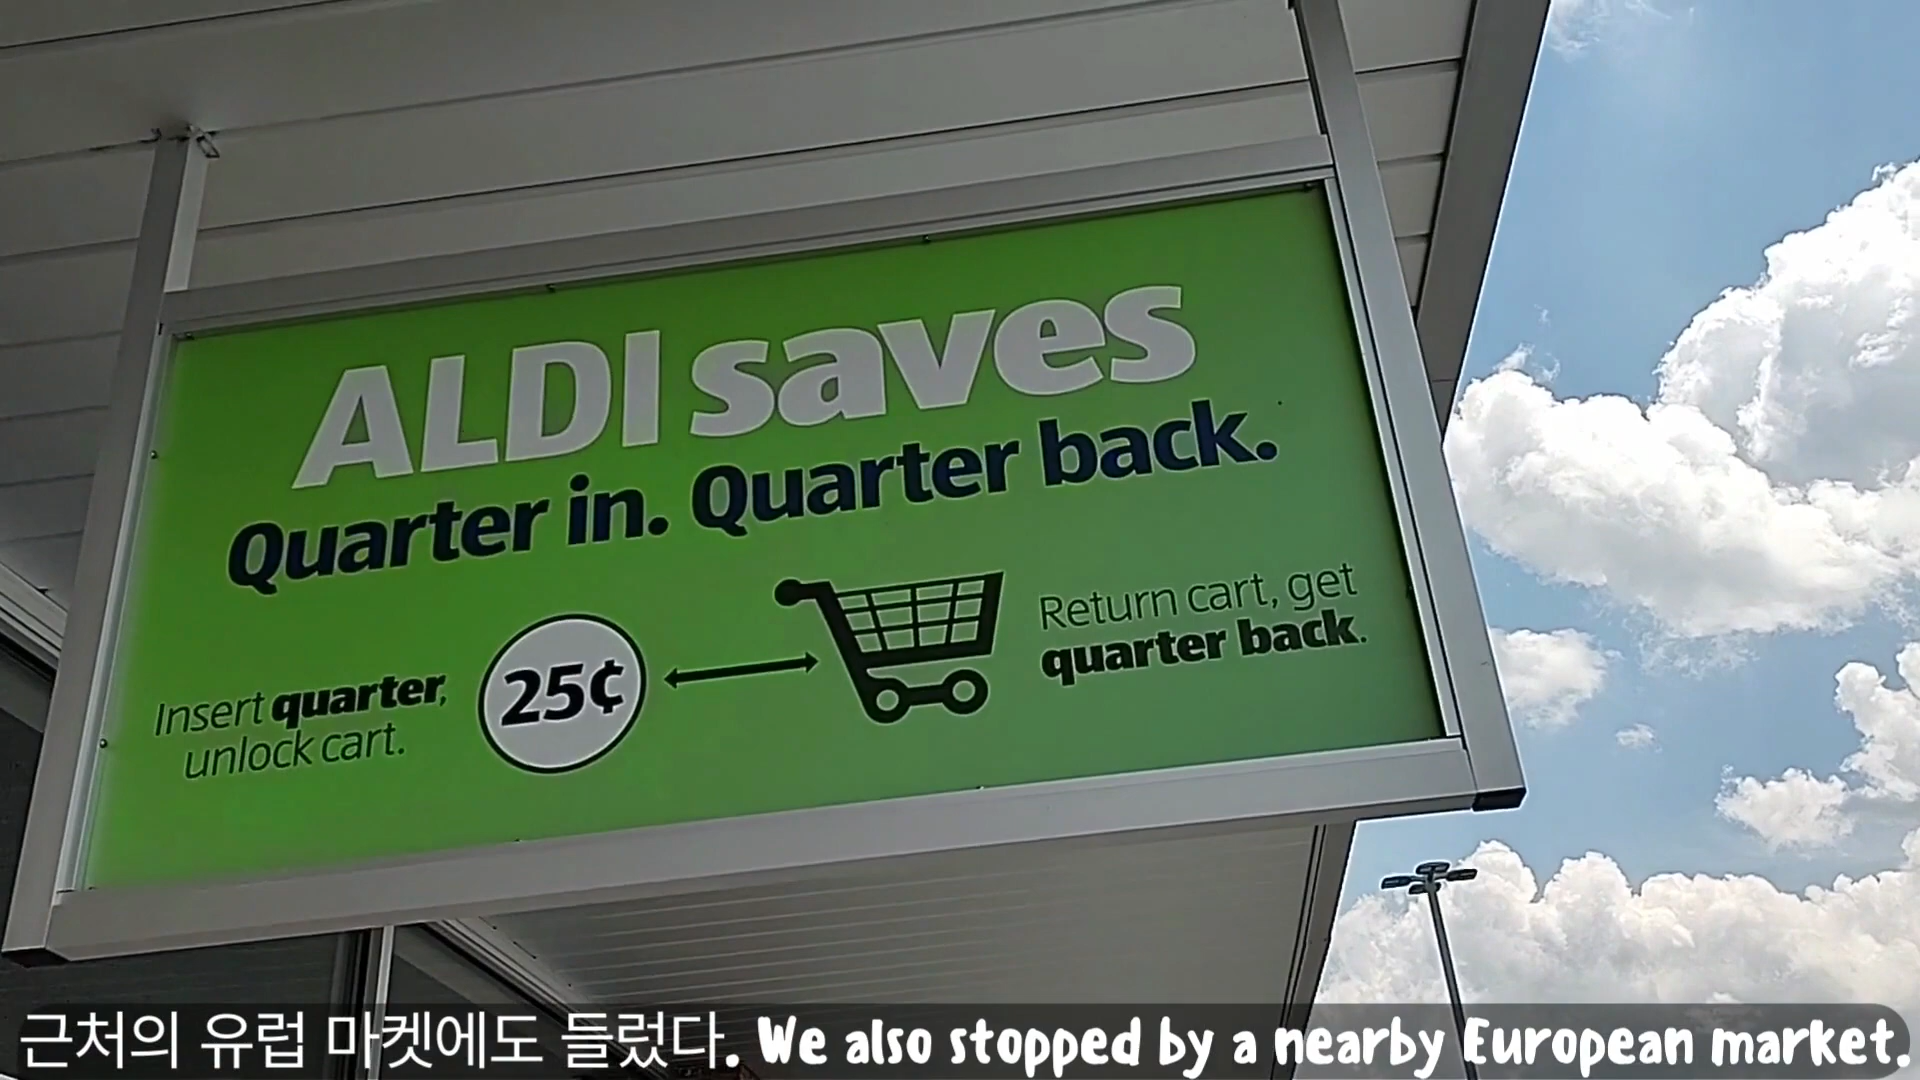 ALDI saves
Quarter in. Quarter back.
Insert quarter,
unlock cart.
25¢
Return cart, get
quarter back.
근처의 유럽 마켓에도 들렀다. We also stopped by a nearby European market.